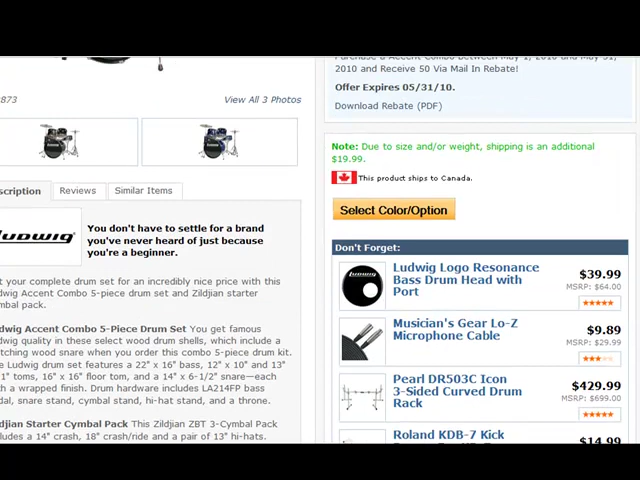 2010 and Receive 50 Via Mail In Rebate!
Offer Expires 05/31/10.
Download Rebate (PDF)
873
View All 3 Photos
Note: Due to size and/or weight, shipping is an additional
$19.99.
This product ships to Canada.
Select Color/Option
scription
Reviews
Similar Items
Ludwig
You don't have to settle for a brand
you've never heard of just because
you're a beginner.
t your complete drum set for an incredibly nice price with this
dwig Accent Combo 5-piece drum set and Zildjian starter
mbal pack.
dwig Accent Combo 5-Piece Drum Set You get famous
dwig quality in these select wood drum shells, which include a
tching wood snare when you order this combo 5-piece drum kit.
e Ludwig drum set features a 22" x 16" bass, 12" x 10" and 13"
1" toms, 16" x 16" floor tom, and a 14" x 6-1/2" snare—each
h a wrapped finish. Drum hardware includes LA214FP bass
dal, snare stand, cymbal stand, hi-hat stand, and a throne.
djian Starter Cymbal Pack This Zildjian ZBT 3-Cymbal Pack
ludes a 14" crash, 18" crash/ride and a pair of 13" hi-hats.
Don't Forget:
Ludwig Logo Resonance
Bass Drum Head with
Port
$39.99
MSRP: $64.00
Musician's Gear Lo-Z
Microphone Cable
$9.89
MSRP: $29.99
Pearl DR503C Icon
3-Sided Curved Drum
Rack
$429.99
MSRP: $699.00
Roland KDB-7 Kick
$14.99